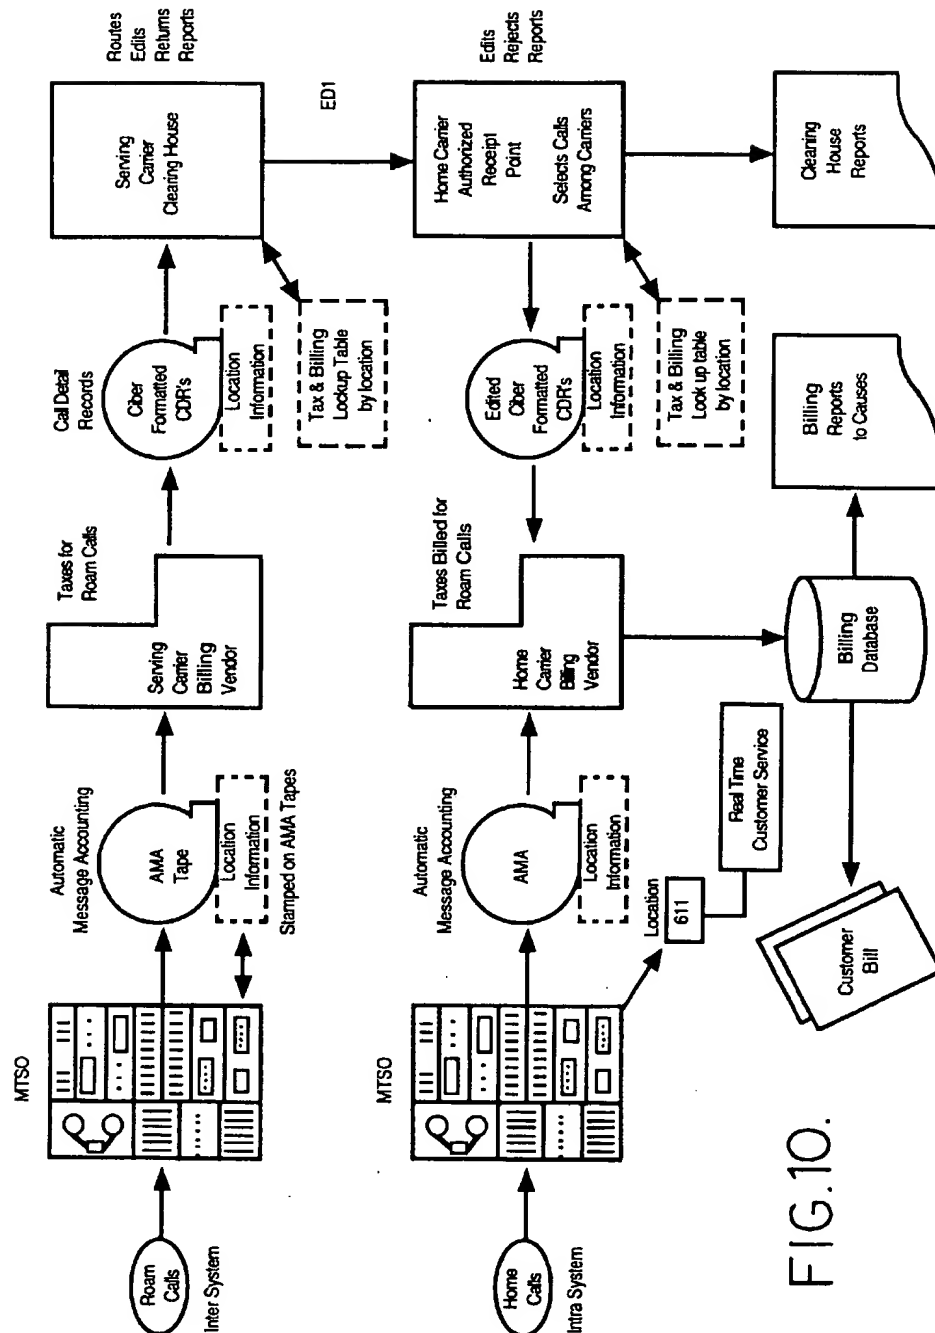 Roam
Calls
Inter System
MTSO
Automatic
Message Accounting
AMA
Tape
Location
Information
Stamped on AMA Tapes
Taxes for
Roam Calls
Serving
Carrier
Billing
Vendor
Call Detail
Records
Ciber
Formatted
CDR's
Location
Information
Tax & Billing
Lockup Table
by location
Serving
Carrier
Clearing House
Routes
Edits
Returns
Reports
ED1
Home
Calls
Intra System
MTSO
Automatic
Message Accounting
AMA
Location
Information
Location
611
Real Time
Customer Service
Taxes Billed for
Roam Calls
Home
Carrier
Billing
Vendor
Edited
Ciber
Formatted
CDR's
Location
Information
Tax & Billing
Look up table
by location
Home Carrier
Authorized
Receipt
Point
Selects Calls
Among Carriers
Edits
Rejects
Reports
Customer
Bill
Billing
Database
Billing
Reports
to Causes
Cleaning
House
Reports
FIG.10.